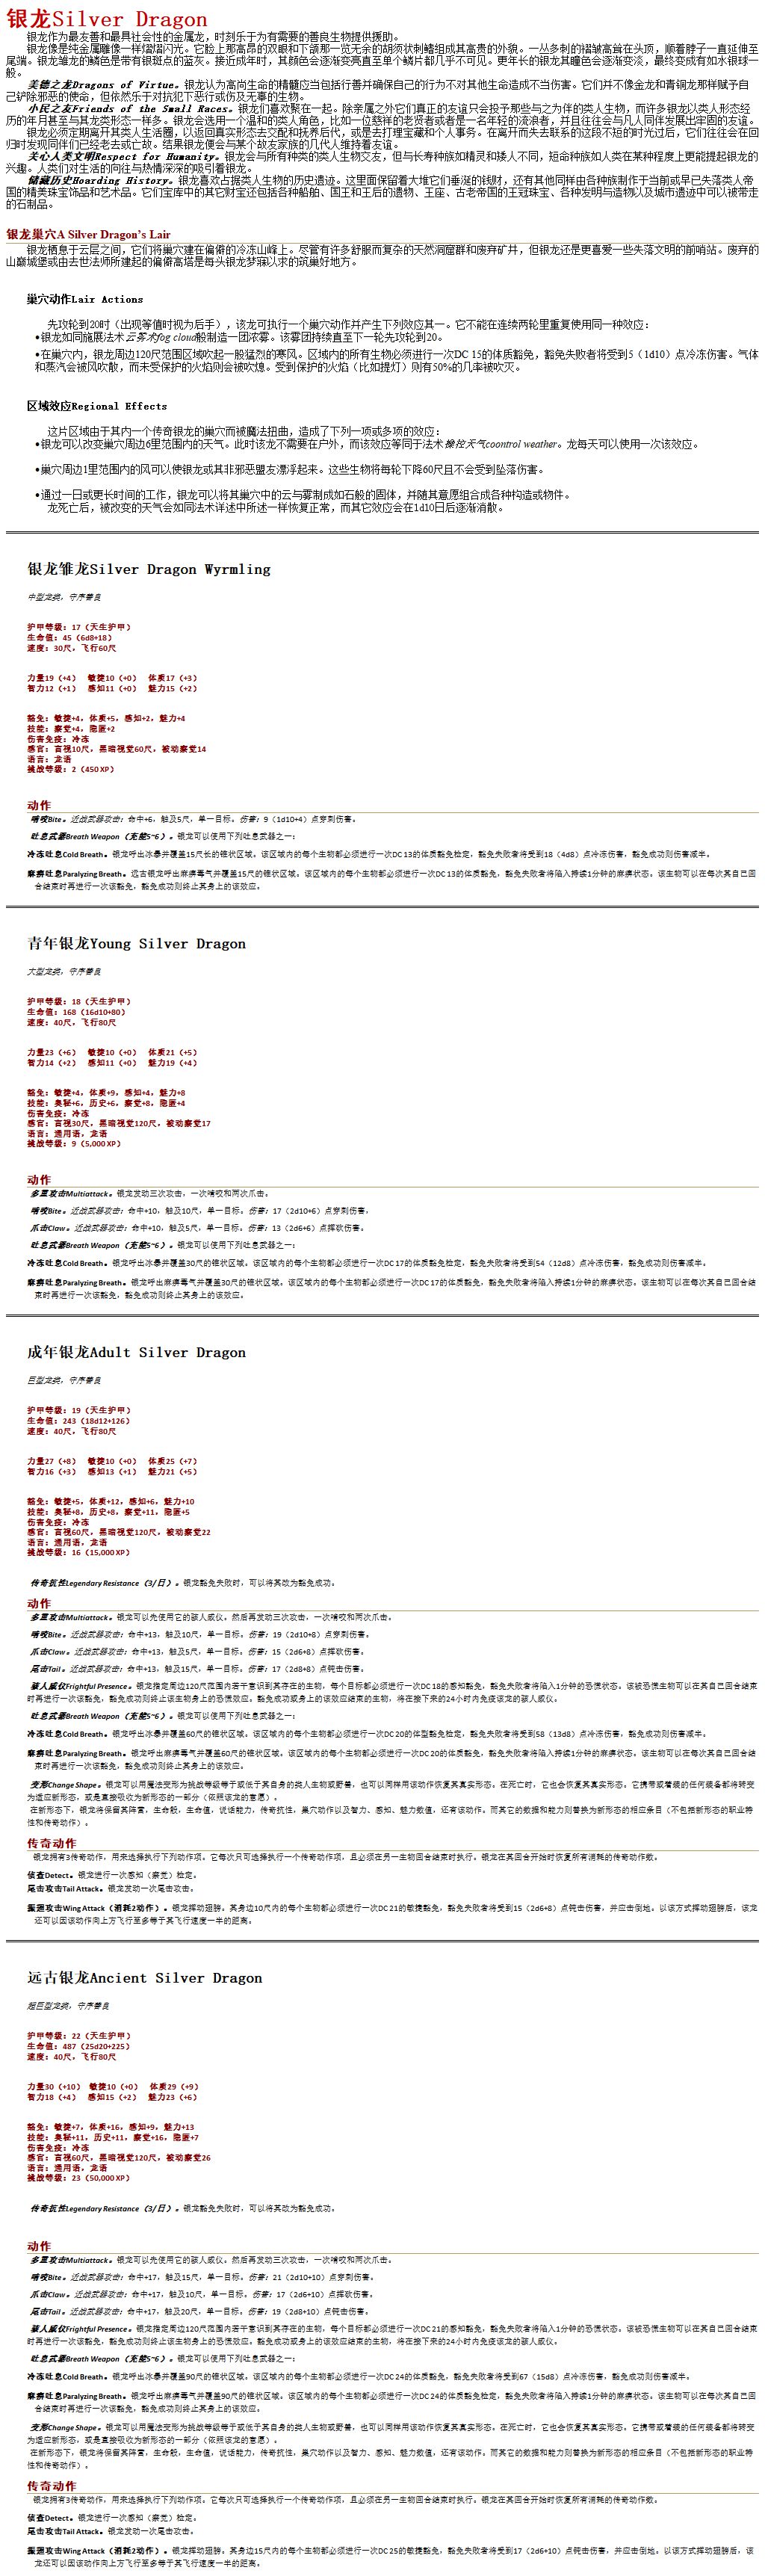 银龙Silver Dragon
银龙作为最友善和最具社会性的金属龙，时刻乐于为有需要的善良生物提供援助。
银龙像是纯金属雕像一样熠熠闪光。它脸上那高昂的双眼和下颌那一览无余的胡须状刺鳍组成其高贵的外貌。一丛多刺的褶皱高耸在头顶，顺着脖子一直延伸至
尾端。银龙雏龙的鳞色是带有银斑点的蓝灰。接近成年时，其颜色会逐渐变亮直至单个鳞片都几乎不可见。更年长的银龙其瞳色会逐渐变淡，最终变成有如水银球一
般。
美德之龙Dragons of Virtue。银龙认为高尚生命的精髓应当包括行善并确保自己的行为不对其他生命造成不当伤害。它们并不像金龙和青铜龙那样赋予自
己铲除邪恶的使命，但依然乐于对抗犯下恶行或伤及无辜的生物。
小民之友Friends of the Small Races。银龙们喜欢聚在一起。除亲属之外它们真正的友谊只会投予那些与之为伴的类人生物，而许多银龙以类人形态经
历的年月甚至与其龙类形态一样多。银龙会选用一个温和的类人角色，比如一位慈祥的老贤者或者是一名年轻的流浪者，并且往往会与凡人同伴发展出牢固的友谊。
银龙必须定期离开其类人生活圈，以返回真实形态去交配和抚养后代，或是去打理宝藏和个人事务。在离开而失去联系的这段不短的时光过后，它们往往会在回
归时发现同伴们已经老去或亡故。结果银龙便会与某个故友家族的几代人维持着友谊。
关心人类文明Respect for Humanity。银龙会与所有种类的类人生物交友，但与长寿种族如精灵和矮人不同，短命种族如人类在某种程度上更能提起银龙的
兴趣。人类们对生活的向往与热情深深的吸引着银龙。
储藏历史Hoarding History。银龙喜欢占据类人生物的历史遗迹。这里面保留着大堆它们垂涎的钱财，还有其他同样由各种族制作于当前或早已失落类人帝
国的精美珠宝饰品和艺术品。它们宝库中的其它财宝还包括各种船舶、国王和王后的遗物、王座、古老帝国的王冠珠宝、各种发明与造物以及城市遗迹中可以被带走
的石制品。
银龙巢穴A Silver Dragon's Lair
银龙栖息于云层之间，它们将巢穴建在偏僻的冷冻山峰上。尽管有许多舒服而复杂的天然洞窟群和废弃矿井，但银龙还是更喜爱一些失落文明的前哨站。废弃的
山巅城堡或由去世法师所建起的偏僻高塔是每头银龙梦寐以求的筑巢好地方。
巢穴动作Lair Actions
先攻轮到20时（出现等值时视为后手），该龙可执行一个巢穴动作并产生下列效应其一。它不能在连续两轮里重复使用同一种效应：
•银龙如同施展法术云雾术fog cloud般制造一团浓雾。该雾团持续直至下一轮先攻轮到20。
•在巢穴内，银龙周边120尺范围区域吹起一股猛烈的寒风。区域内的所有生物必须进行一次DC 15的体质豁免，豁免失败者将受到5（1d10）点冷冻伤害。气体
和蒸汽会被风吹散，而未受保护的火焰则会被吹熄。受到保护的火焰（比如提灯）则有50%的几率被吹灭。
区域效应Regional Effects
这片区域由于其内一个传奇银龙的巢穴而被魔法扭曲，造成了下列一项或多项的效应：
•银龙可以改变巢穴周边6里范围内的天气。此时该龙不需要在户外，而该效应等同于法术操控天气coontrol weather。龙每天可以使用一次该效应。
•巢穴周边1里范围内的风可以使银龙或其非邪恶盟友漂浮起来。这些生物将每轮下降60尺且不会受到坠落伤害。
•通过一日或更长时间的工作，银龙可以将其巢穴中的云与雾制成如石般的固体，并随其意愿组合成各种构造或物件。
龙死亡后，被改变的天气会如同法术详述中所述一样恢复正常，而其它效应会在1d10日后逐渐消散。
银龙雏龙Silver Dragon Wyrmling
中型龙类，守序善良
护甲等级：17（天生护甲）
生命值：45（6d8+18）
速度：30尺，飞行60尺
力量19（+4） 敏捷10（+0） 体质17（+3）
智力12（+1） 感知11（+0） 魅力15（+2）
豁免：敏捷+4，体质+5，感知+2，魅力+4
技能：察觉+4，隐匿+2
伤害免疫：冷冻
感官：盲视10尺，黑暗视觉60尺，被动察觉14
语言：龙语
挑战等级：2（450 XP）
动作
啃咬Bite。近战武器攻击：命中+6，触及5尺，单一目标。伤害：9（1d10+4）点穿刺伤害。
吐息武器Breath Weapon（充能5~6）。银龙可以使用下列吐息武器之一：
冷冻吐息Cold Breath。银龙呼出冰暴并覆盖15尺长的锥状区域。该区域内的每个生物都必须进行一次DC 13的体质豁免检定，豁免失败者将受到18（4d8）点冷冻伤害，豁免成功则伤害减半。
麻痹吐息Paralyzing Breath。远古银龙呼出麻痹毒气并覆盖15尺的锥状区域。该区域内的每个生物都必须进行一次DC 13的体质豁免，豁免失败者将陷入持续1分钟的麻痹状态。该生物可以在每次其自己回
合结束时再进行一次该豁免，豁免成功则终止其身上的该效应。
青年银龙Young Silver Dragon
大型龙类，守序善良
护甲等级：18（天生护甲）
生命值：168（16d10+80）
速度：40尺，飞行80尺
力量23（+6） 敏捷10（+0） 体质21（+5）
智力14（+2） 感知11（+0） 魅力19（+4）
豁免：敏捷+4，体质+9，感知+4，魅力+8
技能：奥秘+6，历史+6，察觉+8，隐匿+4
伤害免疫：冷冻
感官：盲视30尺，黑暗视觉120尺，被动察觉17
语言：通用语，龙语
挑战等级：9（5,000 XP）
动作
多重攻击Multiattack。银龙发动三次攻击，一次啃咬和两次爪击。
啃咬Bite。近战武器攻击：命中+10，触及10尺，单一目标。伤害：17（2d10+6）点穿刺伤害，
爪击Claw。近战武器攻击：命中+10，触及5尺，单一目标。伤害：13（2d6+6）点挥砍伤害。
吐息武器Breath Weapon（充能5~6）。银龙可以使用下列吐息武器之一：
冷冻吐息Cold Breath。银龙呼出冰暴并覆盖30尺的锥状区域。该区域内的每个生物都必须进行一次DC 17的体质豁免检定，豁免失败者将受到54（12d8）点冷冻伤害，豁免成功则伤害减半。
麻痹吐息Paralyzing Breath。银龙呼出麻痹毒气并覆盖30尺的锥状区域。该区域内的每个生物都必须进行一次DC 17的体质豁免，豁免失败者将陷入持续1分钟的麻痹状态。该生物可以在每次其自己回合结
束时再进行一次该豁免，豁免成功则终止其身上的该效应。
成年银龙Adult Silver Dragon
巨型龙类，守序善良
护甲等级：19（天生护甲）
生命值：243（18d12+126）
速度：40尺，飞行80尺
力量27（+8） 敏捷10（+0） 体质25（+7）
智力16（+3） 感知13（+1） 魅力21（+5）
豁免：敏捷+5，体质+12，感知+6，魅力+10
技能：奥秘+8，历史+8，察觉+11，隐匿+5
伤害免疫：冷冻
感官：盲视60尺，黑暗视觉120尺，被动察觉22
语言：通用语，龙语
挑战等级：16（15,000 XP）
传奇抗性Legendary Resistance（3/日）。银龙豁免失败时，可以将其改为豁免成功。
动作
多重攻击Multiattack。银龙可以先使用它的骇人威仪。然后再发动三次攻击，一次啃咬和两次爪击。
啃咬Bite。近战武器攻击：命中+13，触及10尺，单一目标。伤害：19（2d10+8）点穿刺伤害。
爪击Claw。近战武器攻击：命中+13，触及5尺，单一目标。伤害：15（2d6+8）点挥砍伤害。
尾击Tail。近战武器攻击：命中+13，触及15尺，单一目标。伤害：17（2d8+8）点钝击伤害。
骇人威仪Frightful Presence。银龙指定周边120尺范围内若干意识到其存在的生物，每个目标都必须进行一次DC 18的感知豁免，豁免失败者将陷入1分钟的恐慌状态。该被恐慌生物可以在其自己回合结束
时再进行一次该豁免，豁免成功则终止该生物身上的恐慌效应。豁免成功或身上的该效应结束的生物，将在接下来的24小时内免疫该龙的骇人威仪。
吐息武器Breath Weapon（充能5~6）。银龙可以使用下列吐息武器之一：
冷冻吐息Cold Breath。银龙呼出冰暴并覆盖60尺的锥状区域。该区域内的每个生物都必须进行一次DC 20的体型豁免检定，豁免失败者将受到58（13d8）点冷冻伤害，豁免成功则伤害减半。
麻痹吐息Paralyzing Breath。银龙呼出麻痹毒气并覆盖60尺的锥状区域。该区域内的每个生物都必须进行一次DC 20的体质豁免，豁免失败者将陷入持续1分钟的麻痹状态。该生物可以在每次其自己回合结
束时再进行一次该豁免，豁免成功则终止其身上的该效应。
变形Change Shape。银龙可以用魔法变形为挑战等级等于或低于其自身的类人生物或野兽，也可以同样用该动作恢复其真实形态。在死亡时，它也会恢复其真实形态。它携带或着装的任何装备都将转变
为适应新形态，或是直接吸收为新形态的一部分（依照该龙的意愿）。
在新形态下，银龙将保留其阵营，生命骰，生命值，说话能力，传奇抗性，巢穴动作以及智力、感知、魅力数值，还有该动作。而其它的数据和能力则替换为新形态的相应条目（不包括新形态的职业特
性和传奇动作）。
传奇动作
银龙拥有3传奇动作，用来选择执行下列动作项。它每次只可选择执行一个传奇动作项，且必须在另一生物回合结束时执行。银龙在其回合开始时恢复所有消耗的传奇动作数。
侦查Detect。银龙进行一次感知（察觉）检定。
尾击攻击Tail Attack。银龙发动一次尾击攻击。
振翅攻击Wing Attack（消耗2动作）。银龙挥动翅膀，其身边10尺内的每个生物都必须进行一次DC 21的敏捷豁免，豁免失败者将受到15（2d6+8）点钝击伤害，并应击倒地。以该方式挥动翅膀后，该龙
还可以因该动作向上方飞行至多等于其飞行速度一半的距离。
远古银龙Ancient Silver Dragon
超巨型龙类，守序善良
护甲等级：22（天生护甲）
生命值：487（25d20+225）
速度：40尺，飞行80尺
力量30（+10） 敏捷10（+0） 体质29（+9）
智力18（+4） 感知15（+2） 魅力23（+6）
豁免：敏捷+7，体质+16，感知+9，魅力+13
技能：奥秘+11，历史+11，察觉+16，隐匿+7
伤害免疫：冷冻
感官：盲视60尺，黑暗视觉120尺，被动察觉26
语言：通用语，龙语
挑战等级：23（50,000 XP）
传奇抗性Legendary Resistance（3/日）。银龙豁免失败时，可以将其改为豁免成功。
动作
多重攻击Multiattack。银龙可以先使用它的骇人威仪。然后再发动三次攻击，一次啃咬和两次爪击。
啃咬Bite。近战武器攻击：命中+17，触及15尺，单一目标。伤害：21（2d10+10）点穿刺伤害。
爪击Claw。近战武器攻击：命中+17，触及10尺，单一目标。伤害：17（2d6+10）点挥砍伤害。
尾击Tail。近战武器攻击：命中+17，触及20尺，单一目标。伤害：19（2d8+10）点钝击伤害。
骇人威仪Frightful Presence。银龙指定周边120尺范围内若干意识到其存在的生物，每个目标都必须进行一次DC 21的感知豁免，豁免失败者将陷入1分钟的恐慌状态。该被恐慌生物可以在其自己回合结束
时再进行一次该豁免，豁免成功则终止该生物身上的恐慌效应。豁免成功或身上的该效应结束的生物，将在接下来的24小时内免疫该龙的骇人威仪。
吐息武器Breath Weapon（充能5~6）。银龙可以使用下列吐息武器之一：
冷冻吐息Cold Breath。银龙呼出冰暴并覆盖90尺的锥状区域。该区域内的每个生物都必须进行一次DC 24的体质豁免，豁免失败者将受到67（15d8）点冷冻伤害，豁免成功则伤害减半。
麻痹吐息Paralyzing Breath。银龙呼出麻痹毒气并覆盖90尺的锥状区域。该区域内的每个生物都必须进行一次DC 24的体质豁免检定，豁免失败者将陷入持续1分钟的麻痹状态。该生物可以在每次其自己回
合结束时再进行一次该豁免，豁免成功则终止其身上的该效应。
变形Change Shape。银龙可以用魔法变形为挑战等级等于或低于其自身的类人生物或野兽，也可以同样用该动作恢复其真实形态。在死亡时，它也会恢复其真实形态。它携带或着装的任何装备都将转变
为适应新形态，或是直接吸收为新形态的一部分（依照该龙的意愿）。
在新形态下，银龙将保留其阵营，生命骰，生命值，说话能力，传奇抗性，巢穴动作以及智力、感知、魅力数值，还有该动作。而其它的数据和能力则替换为新形态的相应条目（不包括新形态的职业特
性和传奇动作）。
传奇动作
银龙拥有3传奇动作，用来选择执行下列动作项。它每次只可选择执行一个传奇动作项，且必须在另一生物回合结束时执行。银龙在其回合开始时恢复所有消耗的传奇动作数。
侦查Detect。银龙进行一次感知（察觉）检定。
尾击攻击Tail Attack。银龙发动一次尾击攻击。
振翅攻击Wing Attack（消耗2动作）。银龙挥动翅膀，其身边15尺内的每个生物都必须进行一次DC 25的敏捷豁免，豁免失败者将受到17（2d6+10）点钝击伤害，并应击倒地。以该方式挥动翅膀后，该
龙还可以因该动作向上方飞行至多等于其飞行速度一半的距离。